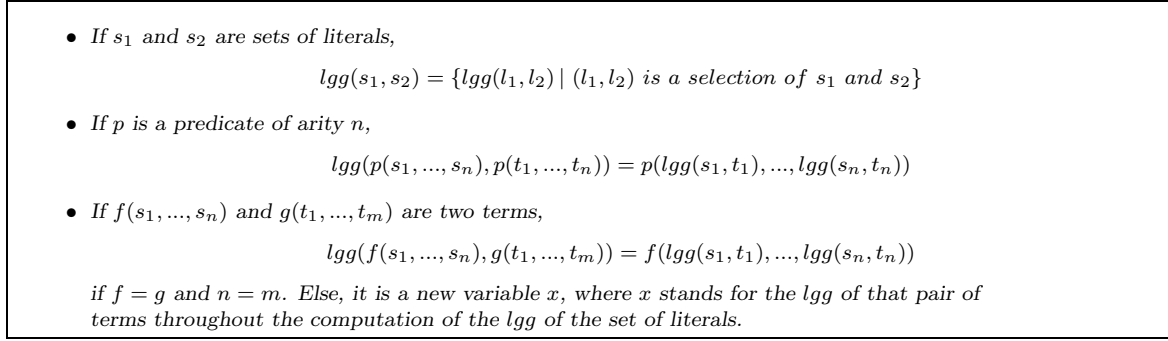 • If s₁ and s₂ are sets of literals,
lgg(s₁, s₂) = {lgg(l₁, l₂) | (l₁, l₂) is a selection of s₁ and s₂}
• If p is a predicate of arity n,
lgg(p(s₁, ..., sₙ), p(t₁, ..., tₙ)) = p(lgg(s₁, t₁), ..., lgg(sₙ, tₙ))
• If f(s₁, ..., sₙ) and g(t₁, ..., tₘ) are two terms,
lgg(f(s₁, ..., sₙ), g(t₁, ..., tₘ)) = f(lgg(s₁, t₁), ..., lgg(sₙ, tₙ))
if f = g and n = m. Else, it is a new variable x, where x stands for the lgg of that pair of
terms throughout the computation of the lgg of the set of literals.